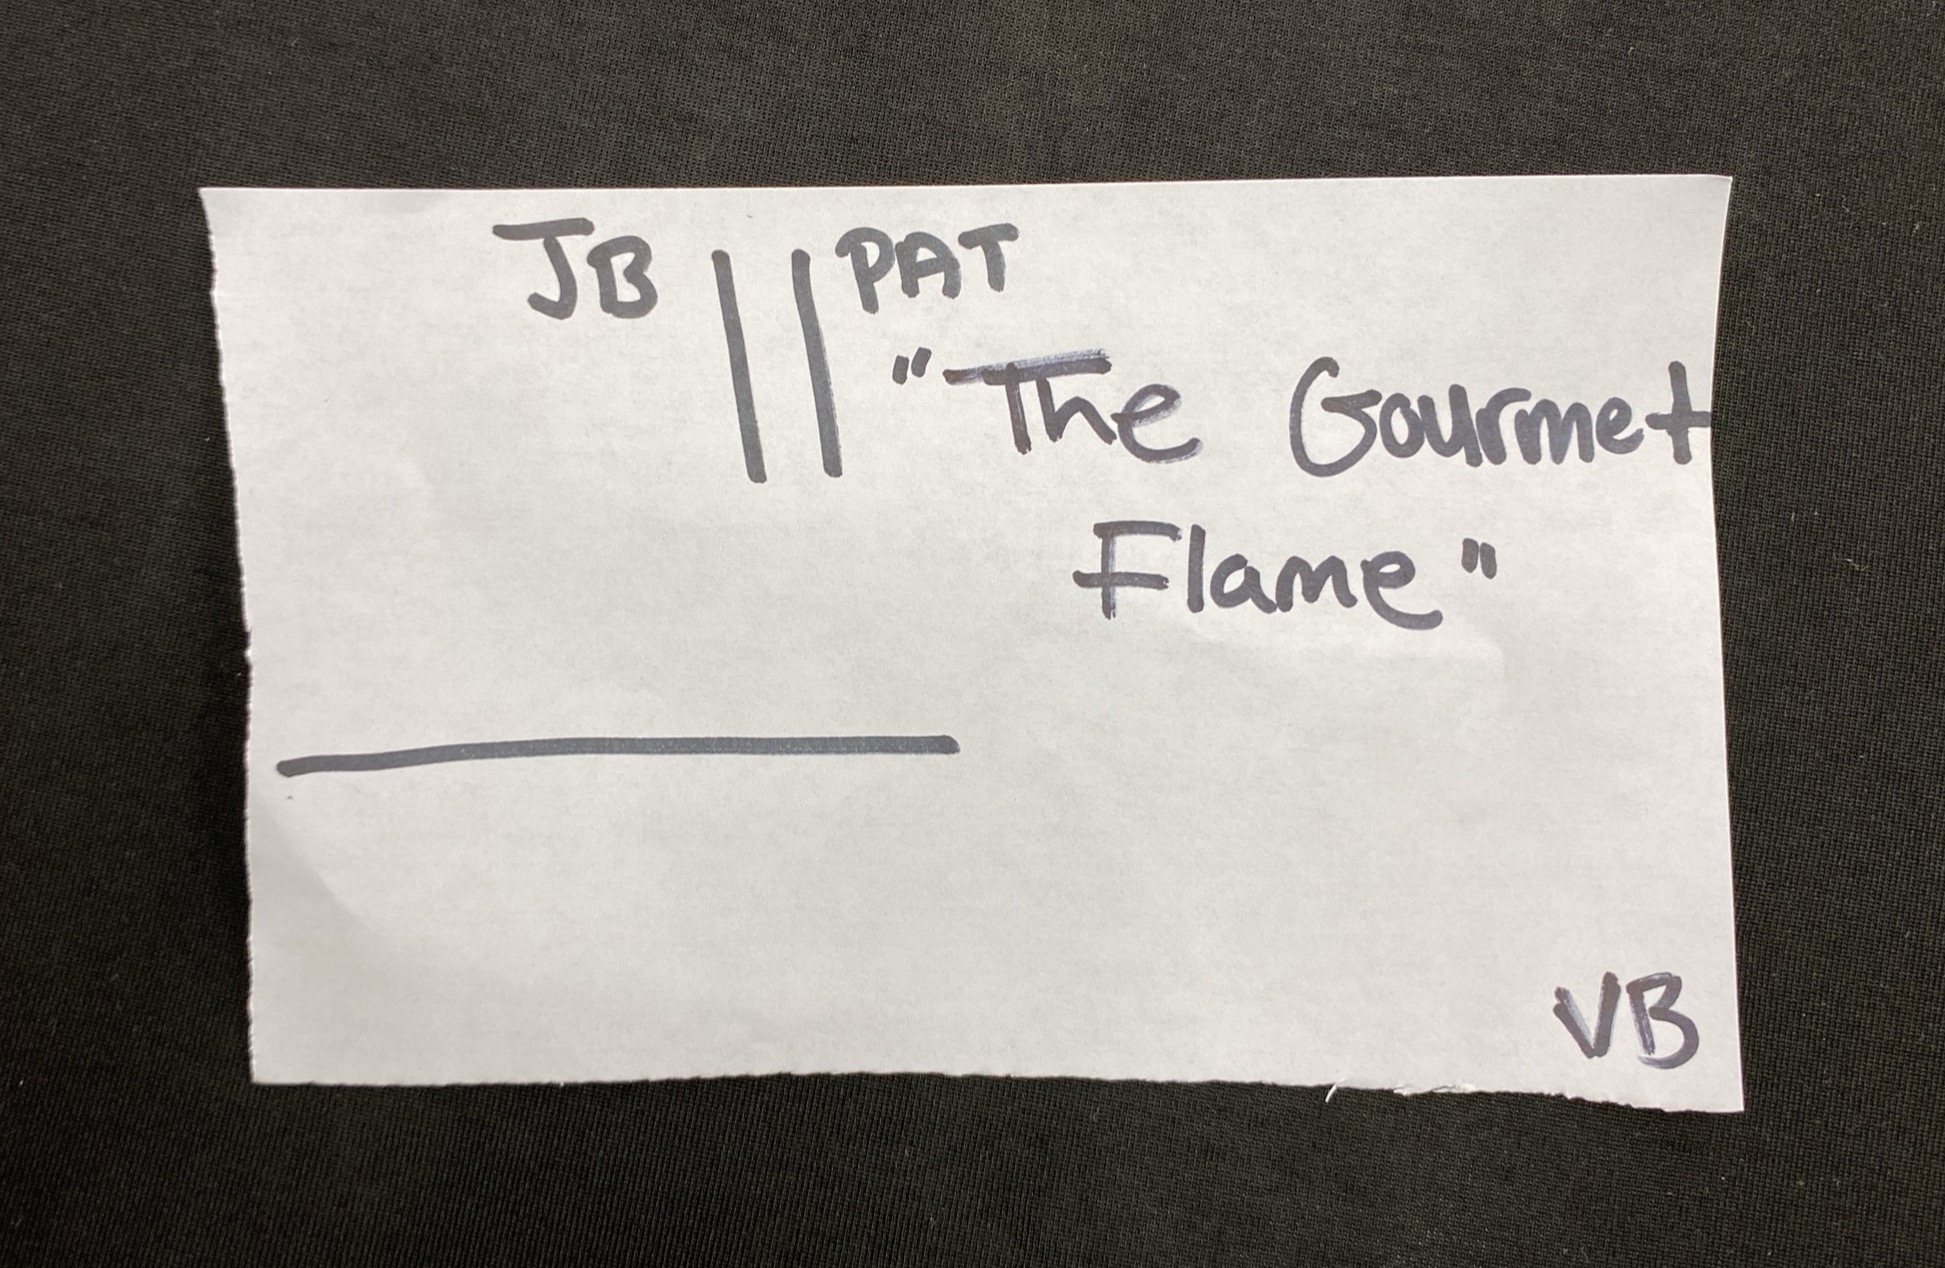 JB || PAT
"The Gourmet
Flame"
VB